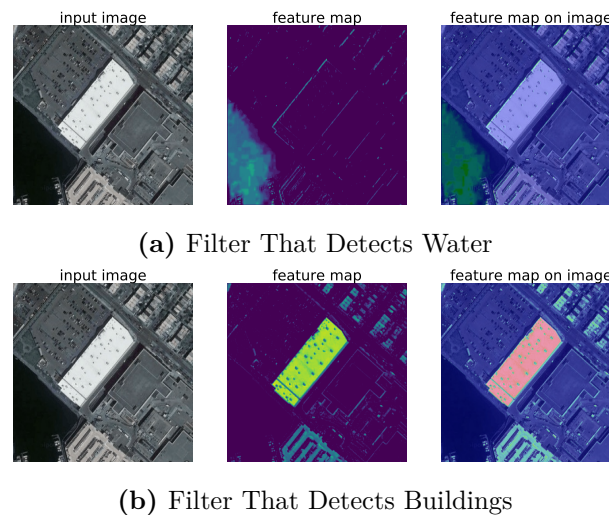 input image
feature map
feature map on image
(a) Filter That Detects Water
input image
feature map
feature map on image
(b) Filter That Detects Buildings